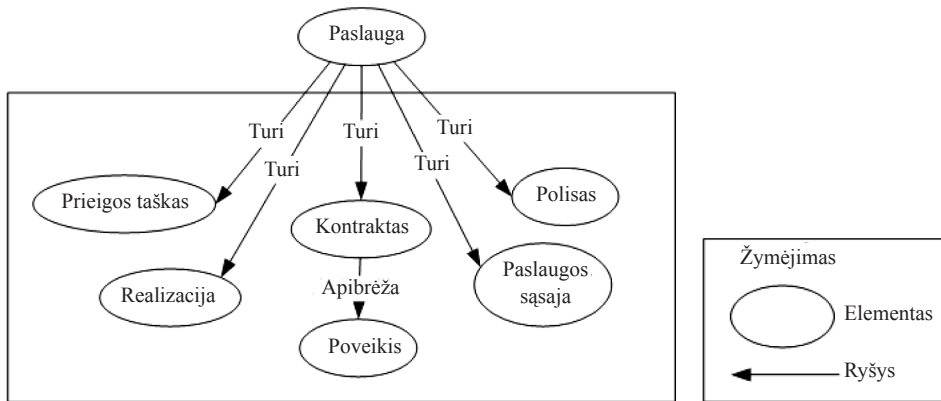 Paslauga
Turi
Turi
Turi
Turi
Turi
Prieigos taškas
Polisas
Kontraktas
Realizacija
Apibrėža
Paslaugos
sąsaja
Poveikis
Žymėjimas
Elementas
Ryšys